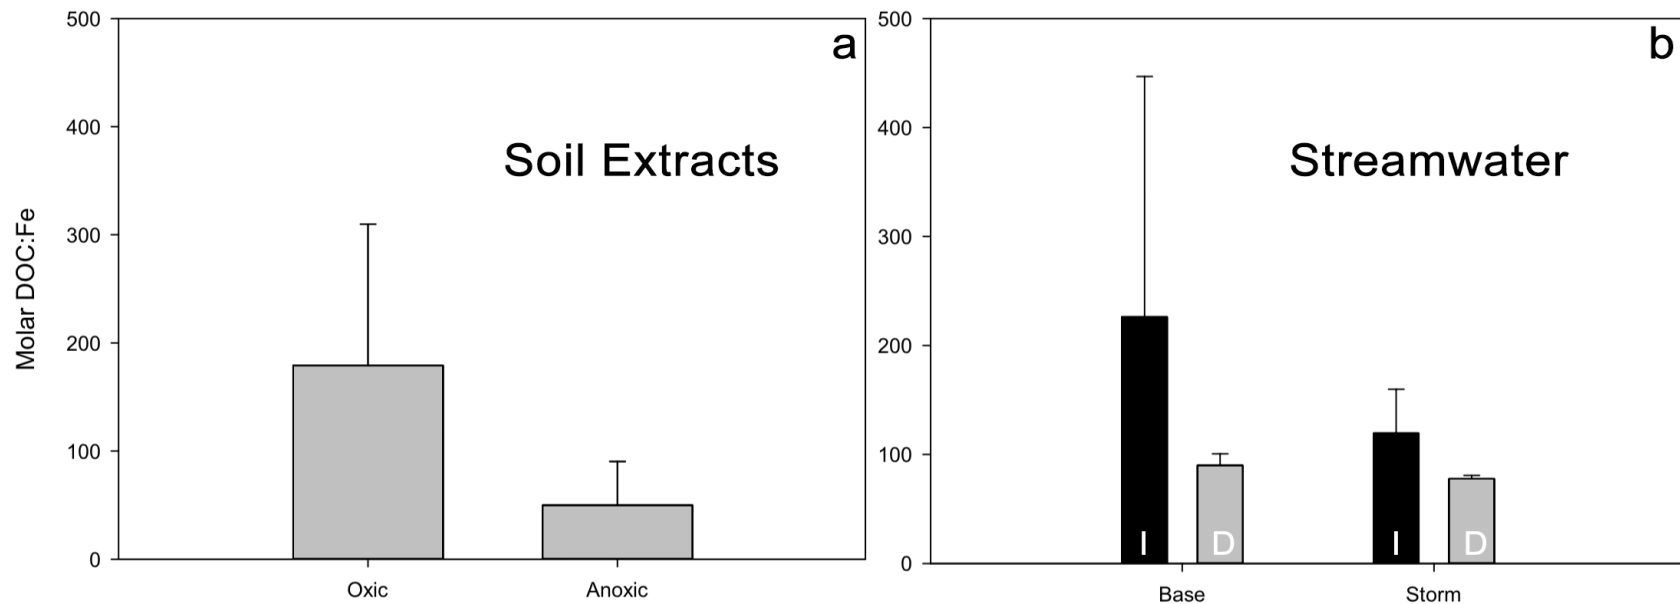 a
500
400
300
200
100
0
Molar DOC:Fe
Soil Extracts
Oxic
Anoxic
b
500
400
300
200
100
0
Streamwater
I
D
I
D
Base
Storm